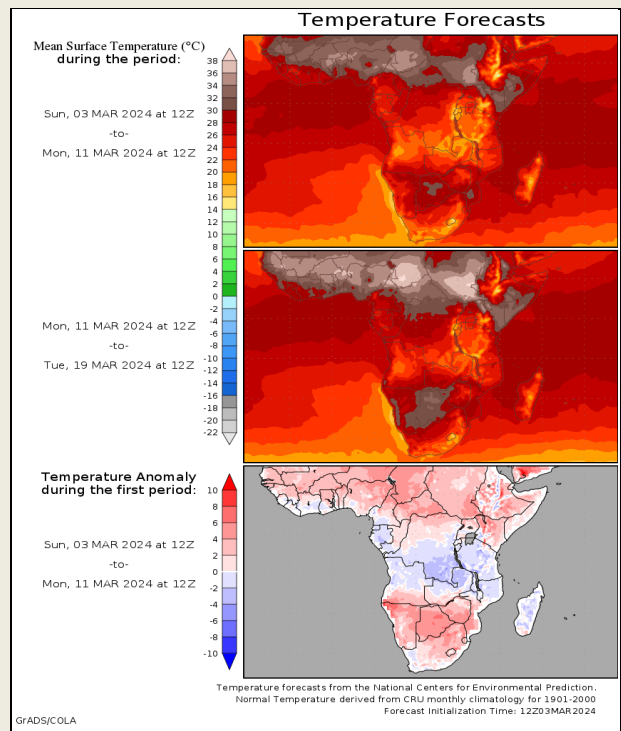 Temperature Forecasts
Mean Surface Temperature (°C)
during the period:
38
36
34
32
30
28
26
24
22
20
18
16
14
12
10
8
6
4
2
0
-2
-4
-6
-8
-10
-12
-14
-16
-18
-20
-22
Sun, 03 MAR 2024 at 12Z
-to-
Mon, 11 MAR 2024 at 12Z
Mon, 11 MAR 2024 at 12Z
-to-
Tue, 19 MAR 2024 at 12Z
Temperature Anomaly
during the first period:
10
8
6
4
2
0
-2
-4
-6
-8
-10
Sun, 03 MAR 2024 at 12Z
-to-
Mon, 11 MAR 2024 at 12Z
Temperature forecasts from the National Centers for Environmental Prediction.
Normal Temperature derived from CRU monthly climatology for 1901-2000
Forecast Initialization Time: 12Z03MAR2024
GrADS/COLA